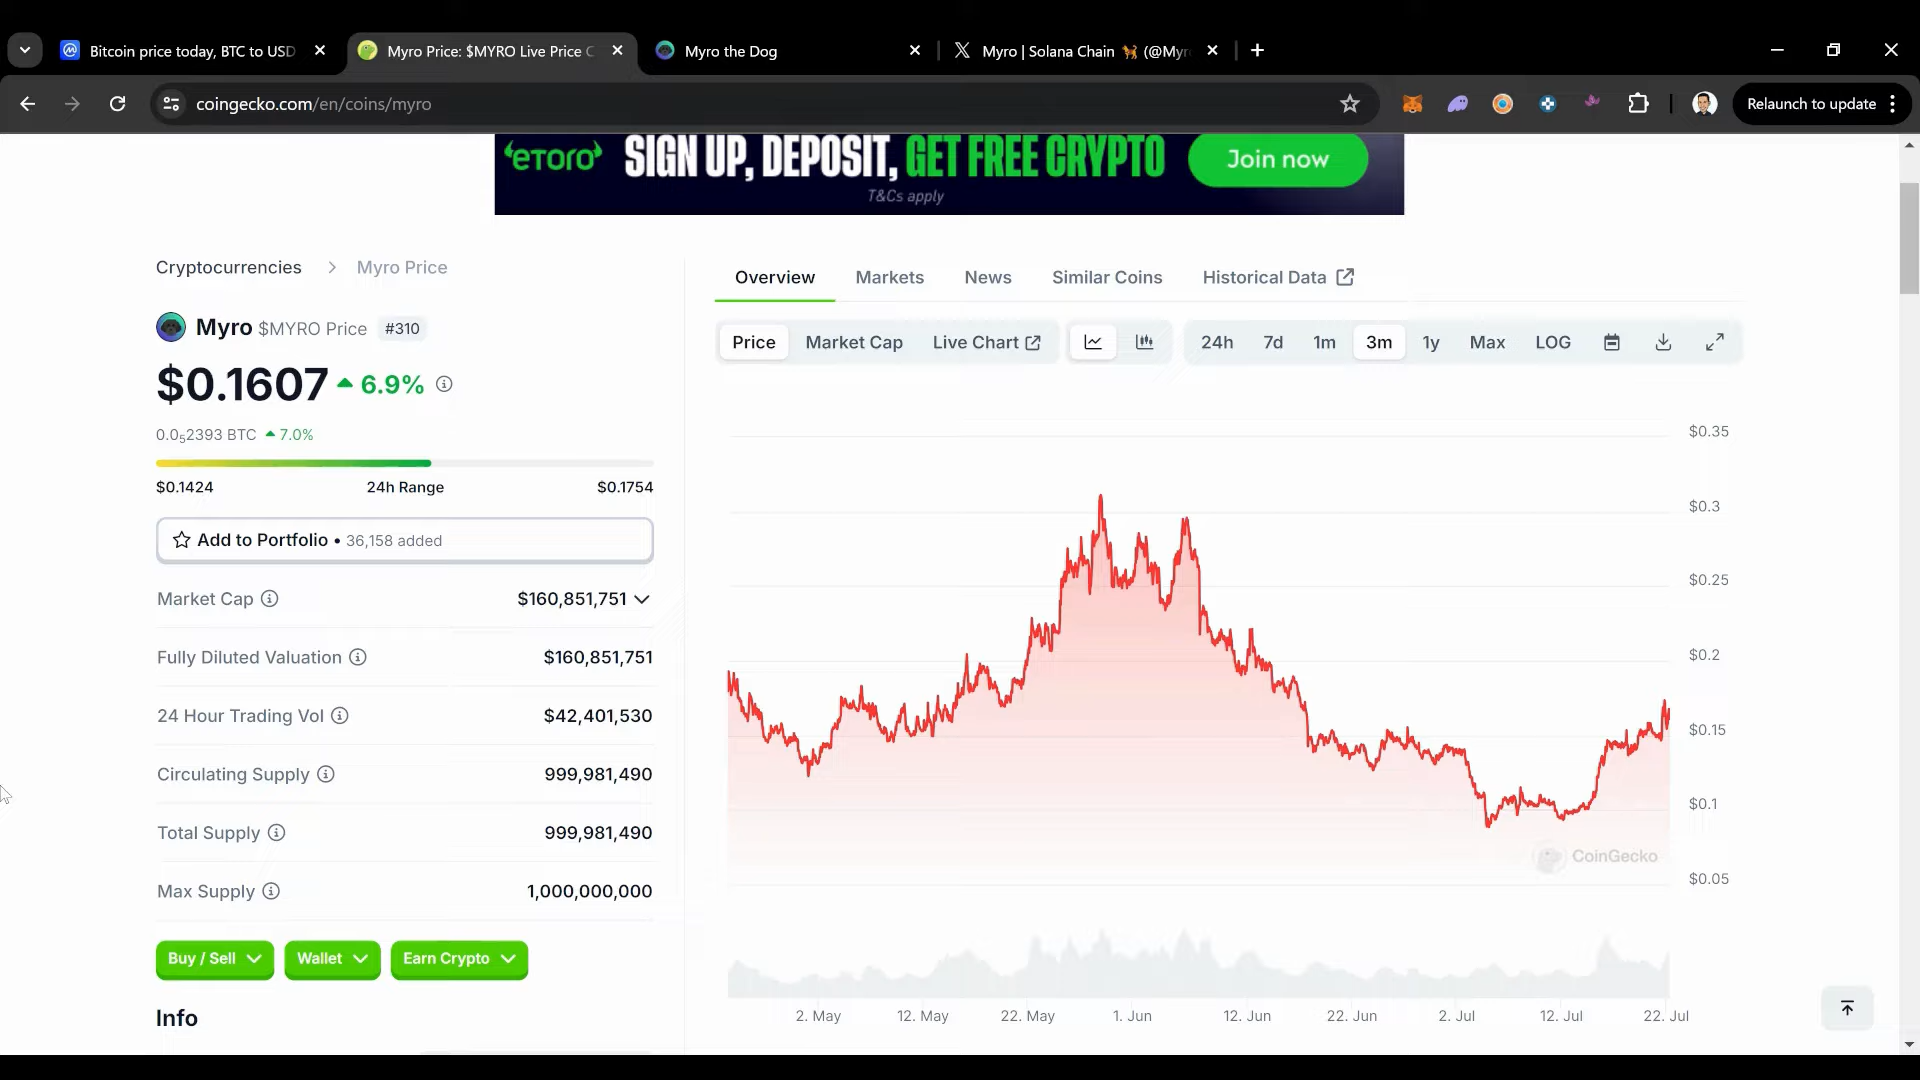 Bitcoin price today, BTC to USD
Myro Price: $MYRO Live Price C
Myro the Dog
Myro | Solana Chain 🐕 (@Myr
coingecko.com/en/coins/myro
Relaunch to update
eTORO SIGN UP, DEPOSIT, GET FREE CRYPTO Join now
T&Cs apply
Cryptocurrencies > Myro Price
Overview Markets News Similar Coins Historical Data
Myro $MYRO Price #310
Price Market Cap Live Chart 24h 7d 1m 3m 1y Max LOG
$0.1607 6.9%
0.0₅2393 BTC 7.0%
$0.1424 24h Range $0.1754
Add to Portfolio • 36,158 added
Market Cap $160,851,751
Fully Diluted Valuation $160,851,751
24 Hour Trading Vol $42,401,530
Circulating Supply 999,981,490
Total Supply 999,981,490
Max Supply 1,000,000,000
Buy / Sell Wallet Earn Crypto
Info
$0.35
$0.3
$0.25
$0.2
$0.15
$0.1
$0.05
CoinGecko
2. May 12. May 22. May 1. Jun 12. Jun 22. Jun 2. Jul 12. Jul 22. Jul